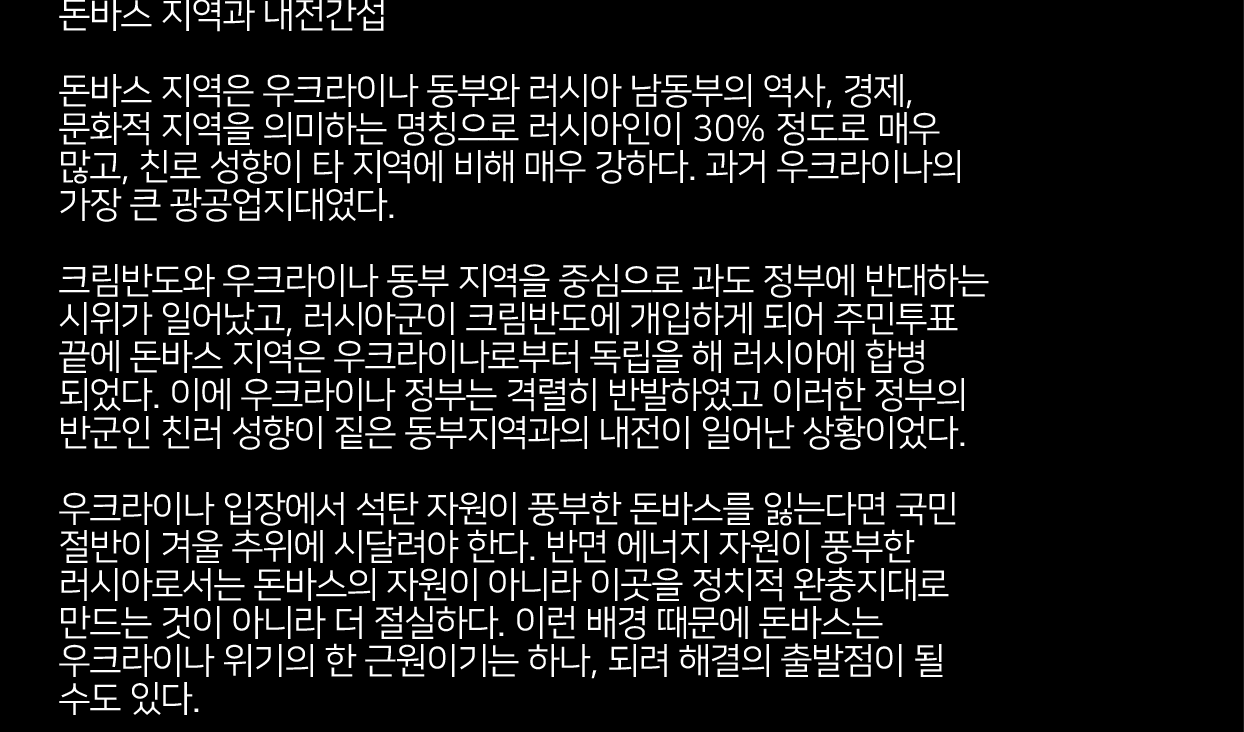 돈바스 지역과 내전간섭
돈바스 지역은 우크라이나 동부와 러시아 남동부의 역사, 경제,
문화적 지역을 의미하는 명칭으로 러시아인이 30% 정도로 매우
많고, 친로 성향이 타 지역에 비해 매우 강하다. 과거 우크라이나의
가장 큰 광공업지대였다.
크림반도와 우크라이나 동부 지역을 중심으로 과도 정부에 반대하는
시위가 일어났고, 러시아군이 크림반도에 개입하게 되어 주민투표
끝에 돈바스 지역은 우크라이나로부터 독립을 해 러시아에 합병
되었다. 이에 우크라이나 정부는 격렬히 반발하였고 이러한 정부의
반군인 친러 성향이 짙은 동부지역과의 내전이 일어난 상황이었다.
우크라이나 입장에서 석탄 자원이 풍부한 돈바스를 잃는다면 국민
절반이 겨울 추위에 시달려야 한다. 반면 에너지 자원이 풍부한
러시아로서는 돈바스의 자원이 아니라 이곳을 정치적 완충지대로
만드는 것이 아니라 더 절실하다. 이런 배경 때문에 돈바스는
우크라이나 위기의 한 근원이기는 하나, 되려 해결의 출발점이 될
수도 있다.